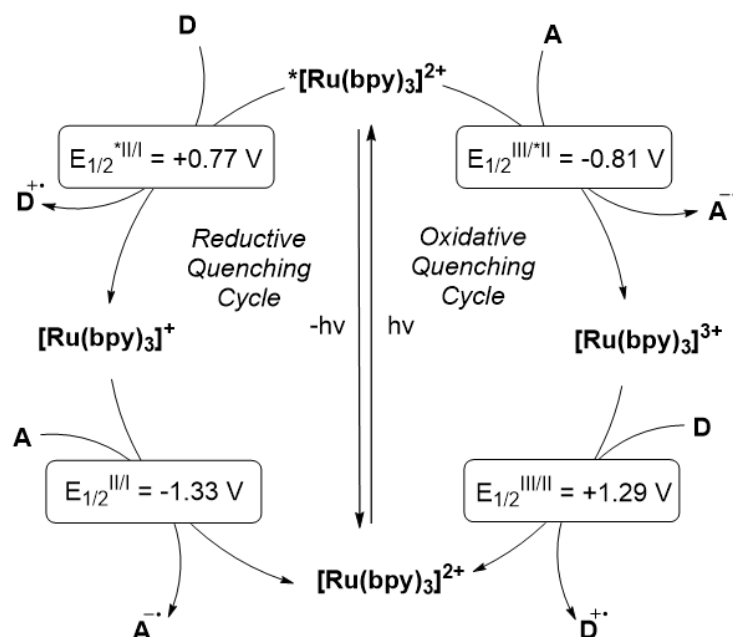 D
A
*[Ru(bpy)₃]²⁺
E₁/₂*ᴵᴵ/ᴵ = +0.77 V
E₁/₂ᴵᴵᴵ/*ᴵᴵ = -0.81 V
D⁺·
A⁻·
Reductive
Quenching
Cycle
Oxidative
Quenching
Cycle
-hν
hν
[Ru(bpy)₃]⁺
[Ru(bpy)₃]³⁺
A
D
E₁/₂ᴵᴵ/ᴵ = -1.33 V
E₁/₂ᴵᴵᴵ/ᴵᴵ = +1.29 V
[Ru(bpy)₃]²⁺
A⁻·
D⁺·